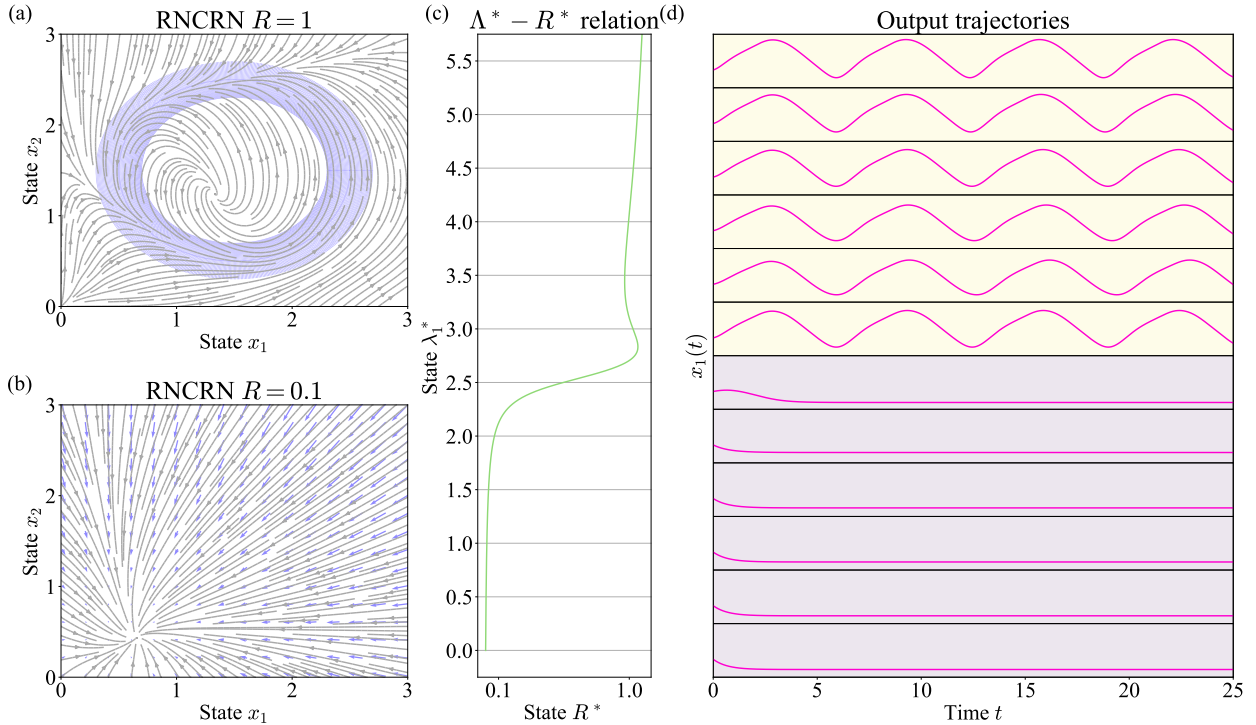 (a)
RNCRN R = 1
3
2
1
0
State x₂
0
1
2
3
State x₁
(b)
RNCRN R = 0.1
3
2
1
0
State x₂
0
1
2
3
State x₁
(c)
Λ* − R* relation
5.5
5.0
4.5
4.0
3.5
3.0
2.5
2.0
1.5
1.0
0.5
0.0
State λ₁*
0.1
1.0
State R*
(d)
Output trajectories
x₁(t)
0
5
10
15
20
25
Time t